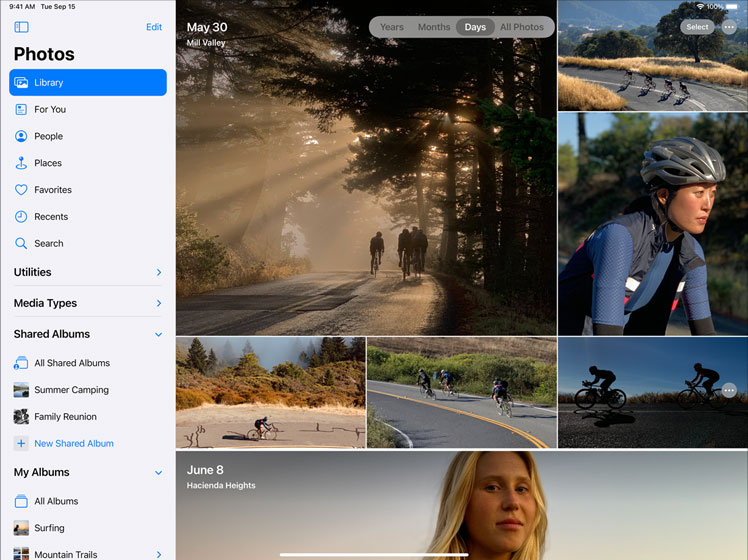 9:41 AM Tue Sep 15
100%
Edit
Photos
Library
For You
People
Places
Favorites
Recents
Search
Utilities
Media Types
Shared Albums
All Shared Albums
Summer Camping
Family Reunion
New Shared Album
My Albums
All Albums
Surfing
Mountain Trails
May 30
Mill Valley
Years Months Days All Photos
Select
June 8
Hacienda Heights